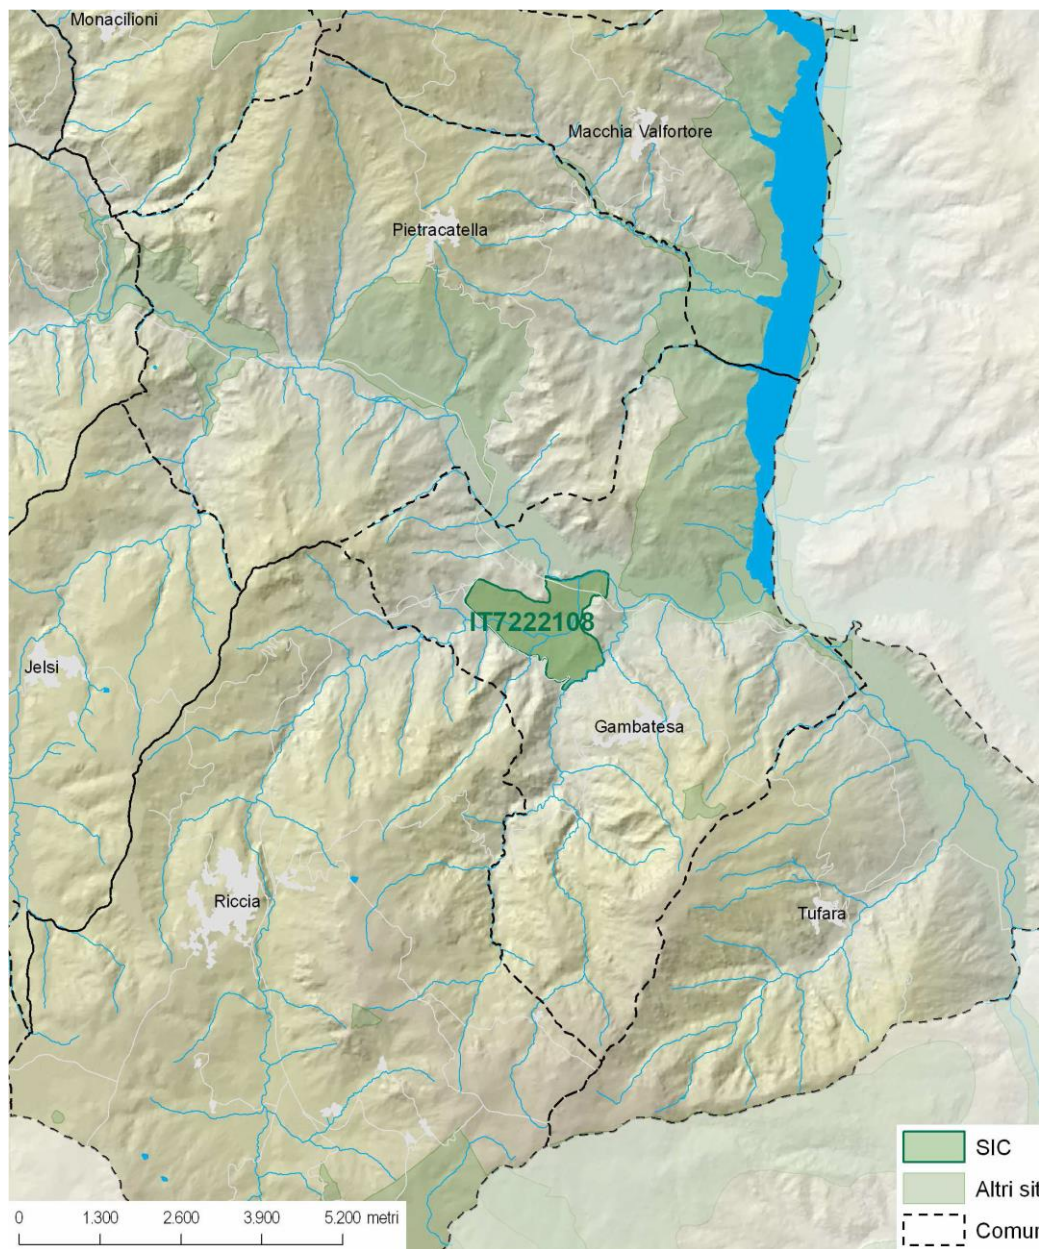 Monacilioni
Macchia Valfortore
Pietracatella
IT7222108
Jelsi
Gambatesa
Riccia
Tufara
SIC
Altri sit
Comur
0 1.300 2.600 3.900 5.200 metri